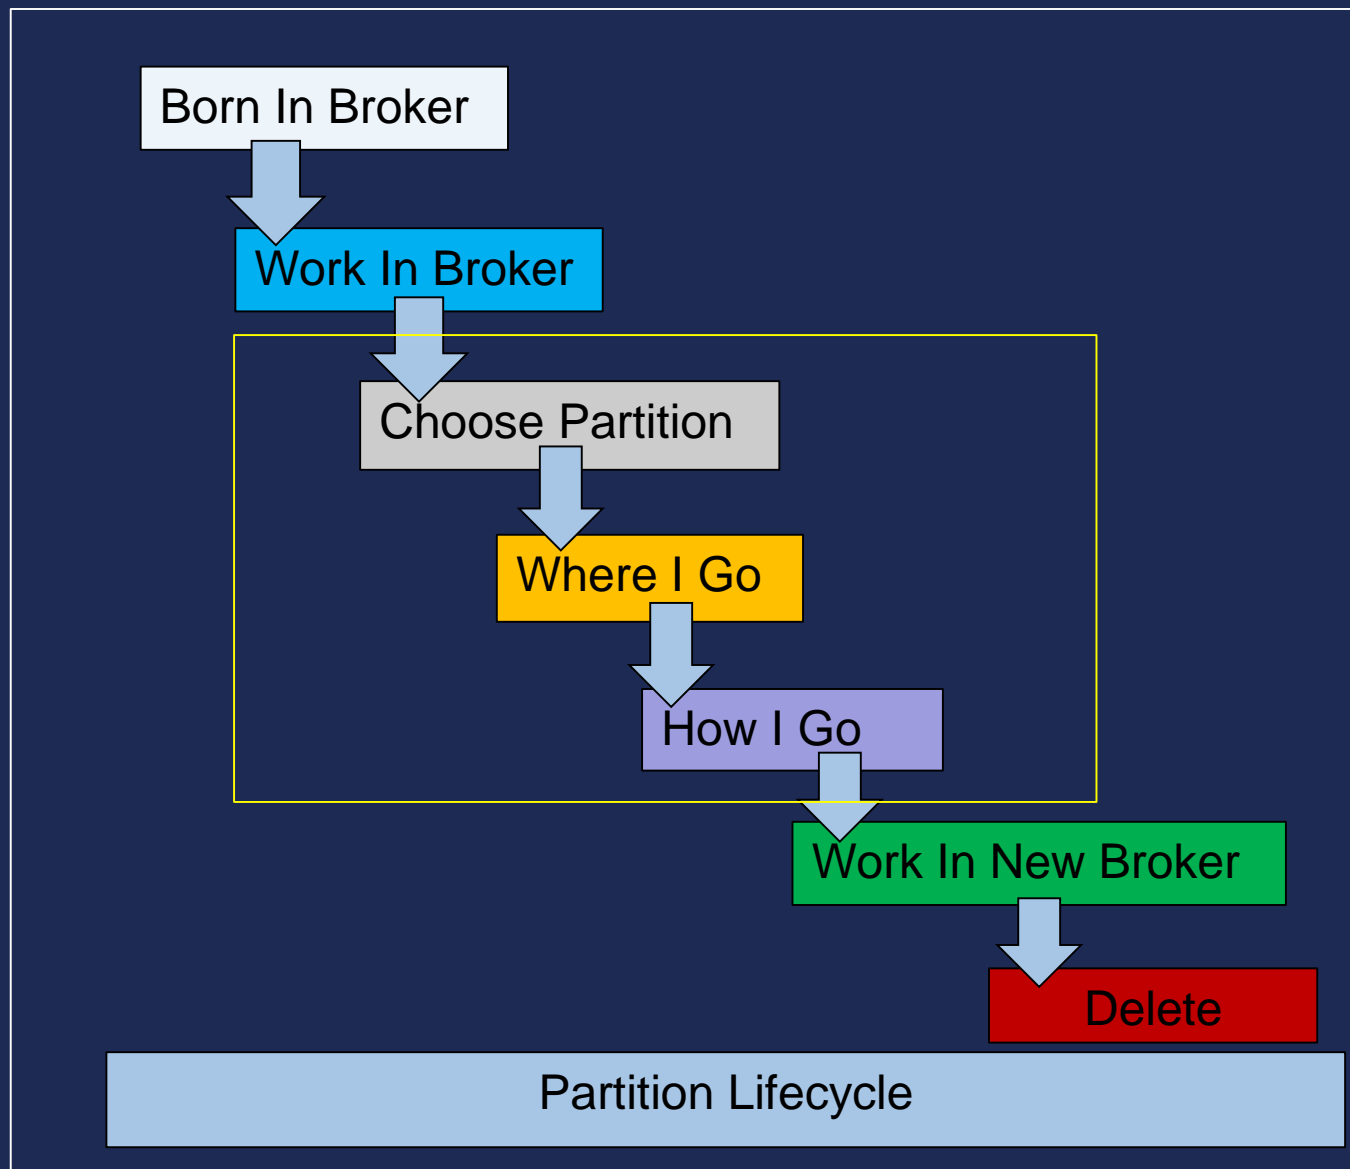 Born In Broker
Work In Broker
Choose Partition
Where I Go
How I Go
Work In New Broker
Delete
Partition Lifecycle